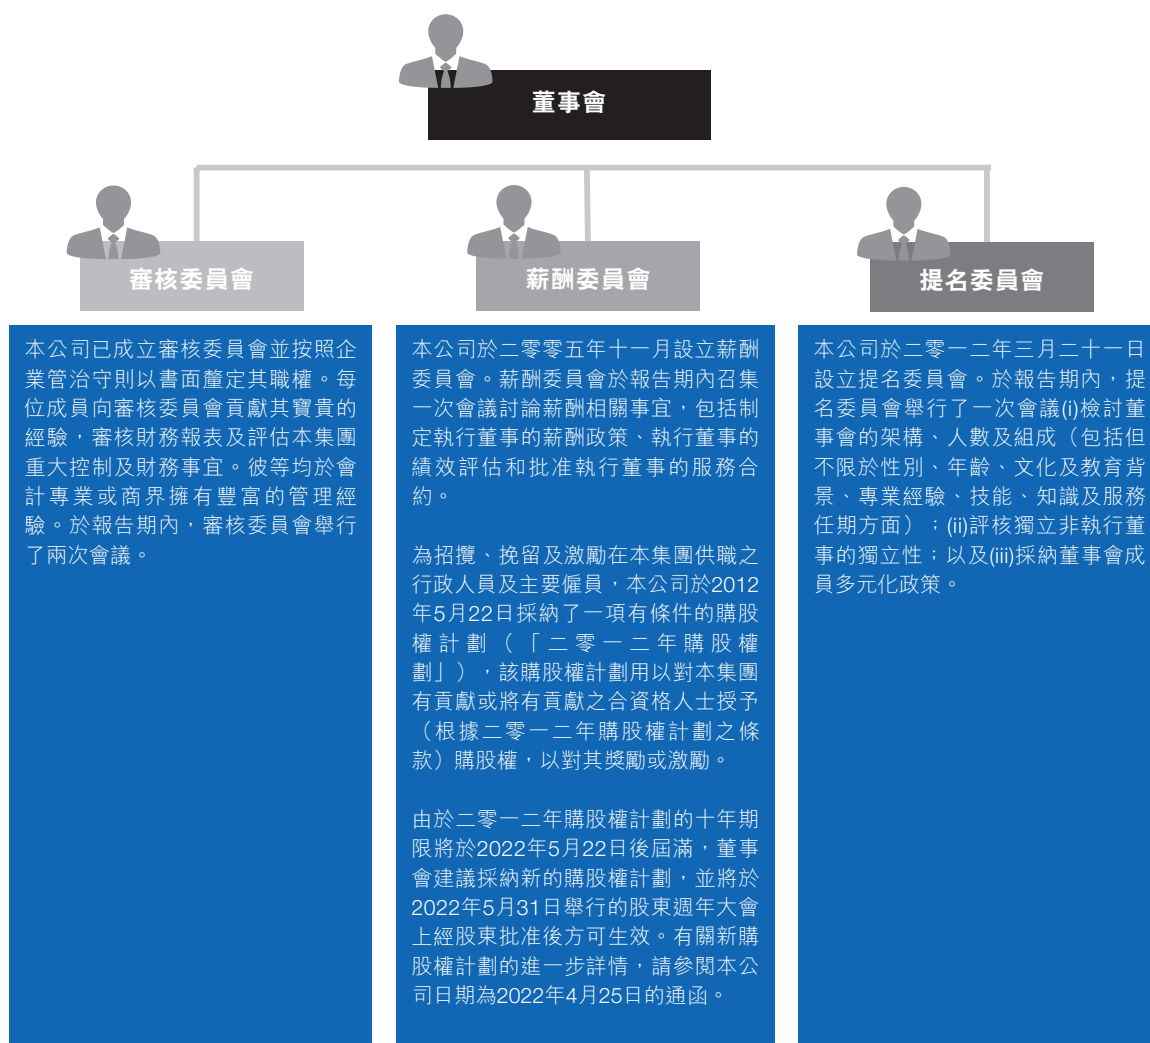 董事會
審核委員會
薪酬委員會
提名委員會
本公司已成立審核委員會並按照企
業管治守則以書面釐定其職權。每
位成員向審核委員會貢獻其寶貴的
經驗，審核財務報表及評估本集團
重大控制及財務事宜。彼等均於會
計專業或商界擁有豐富的管理經
驗。於報告期內，審核委員會舉行
了兩次會議。
本公司於二零零五年十一月設立薪酬
委員會。薪酬委員會於報告期內召集
一次會議討論薪酬相關事宜，包括制
定執行董事的薪酬政策、執行董事的
績效評估和批准執行董事的服務合
約。
為招攬、挽留及激勵在本集團供職之
行政人員及主要僱員，本公司於2012
年5月22日採納了一項有條件的購股
權計劃（「二零一二年購股權
劃」），該購股權計劃用以對本集團
有貢獻或將有貢獻之合資格人士授予
（根據二零一二年購股權計劃之條
款）購股權，以對其獎勵或激勵。
由於二零一二年購股權計劃的十年期
限將於2022年5月22日後屆滿，董事
會建議採納新的購股權計劃，並將於
2022年5月31日舉行的股東週年大會
上經股東批准後方可生效。有關新購
股權計劃的進一步詳情，請參閱本公
司日期為2022年4月25日的通函。
本公司於二零一二年三月二十一日
設立提名委員會。於報告期內，提
名委員會舉行了一次會議(i)檢討董
事會的架構、人數及組成（包括但
不限於性別、年齡、文化及教育背
景、專業經驗、技能、知識及服務
任期方面）；(ii)評核獨立非執行董
事的獨立性；以及(iii)採納董事會成
員多元化政策。